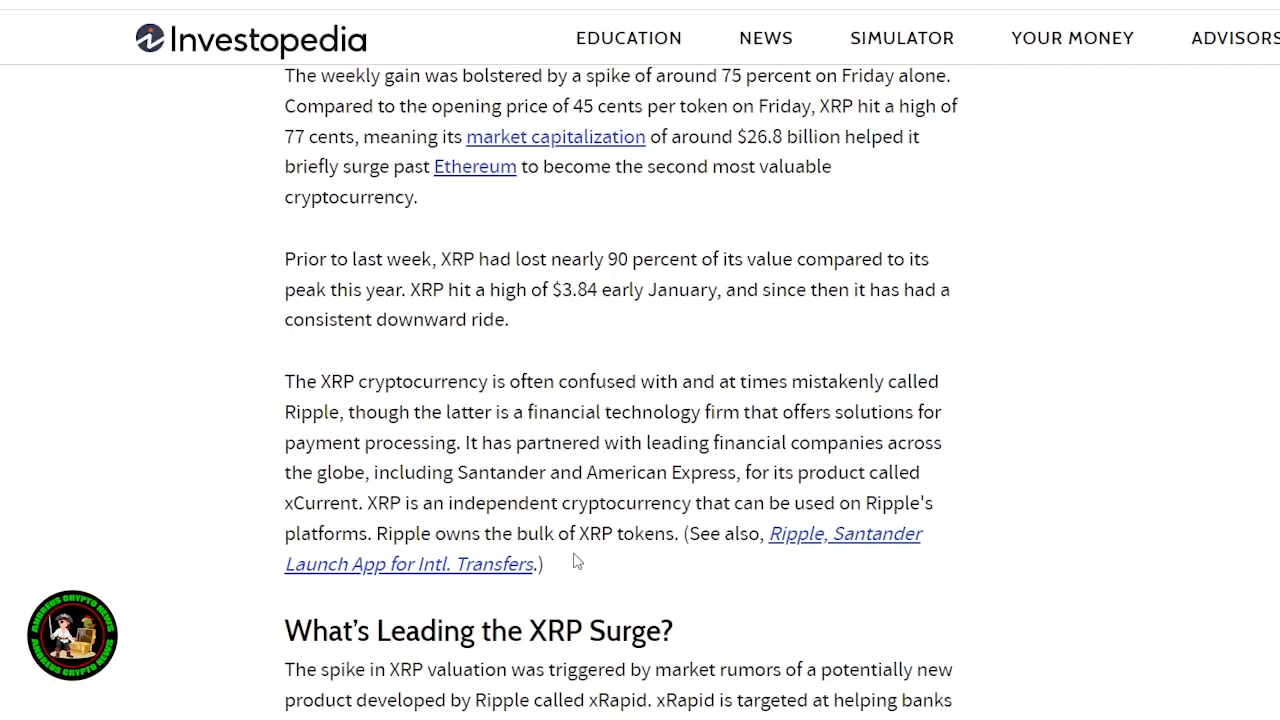 Investopedia
EDUCATION NEWS SIMULATOR YOUR MONEY ADVISORS
The weekly gain was bolstered by a spike of around 75 percent on Friday alone.
Compared to the opening price of 45 cents per token on Friday, XRP hit a high of
77 cents, meaning its market capitalization of around $26.8 billion helped it
briefly surge past Ethereum to become the second most valuable
cryptocurrency.
Prior to last week, XRP had lost nearly 90 percent of its value compared to its
peak this year. XRP hit a high of $3.84 early January, and since then it has had a
consistent downward ride.
The XRP cryptocurrency is often confused with and at times mistakenly called
Ripple, though the latter is a financial technology firm that offers solutions for
payment processing. It has partnered with leading financial companies across
the globe, including Santander and American Express, for its product called
xCurrent. XRP is an independent cryptocurrency that can be used on Ripple's
platforms. Ripple owns the bulk of XRP tokens. (See also, Ripple, Santander
Launch App for Intl. Transfers.)
What's Leading the XRP Surge?
The spike in XRP valuation was triggered by market rumors of a potentially new
product developed by Ripple called xRapid. xRapid is targeted at helping banks
ANDREUS CRYPTO NEWS
ANDREUS CRYPTO NEWS